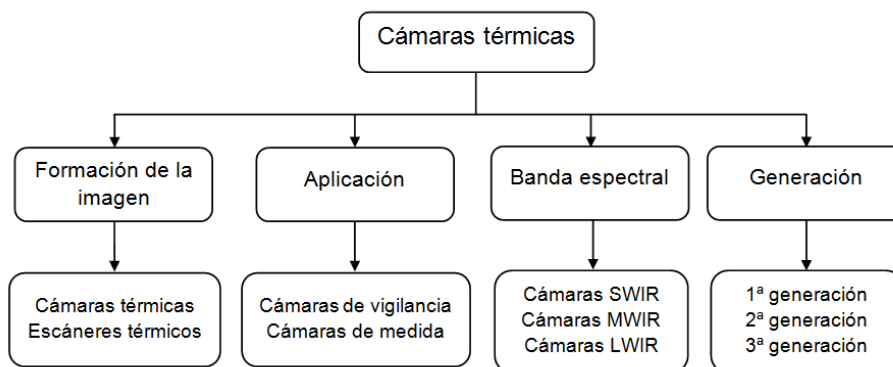 Cámaras térmicas
Formación de la
imagen
Aplicación
Banda espectral
Generación
Cámaras térmicas
Escáneres térmicos
Cámaras de vigilancia
Cámaras de medida
Cámaras SWIR
Cámaras MWIR
Cámaras LWIR
1ª generación
2ª generación
3ª generación